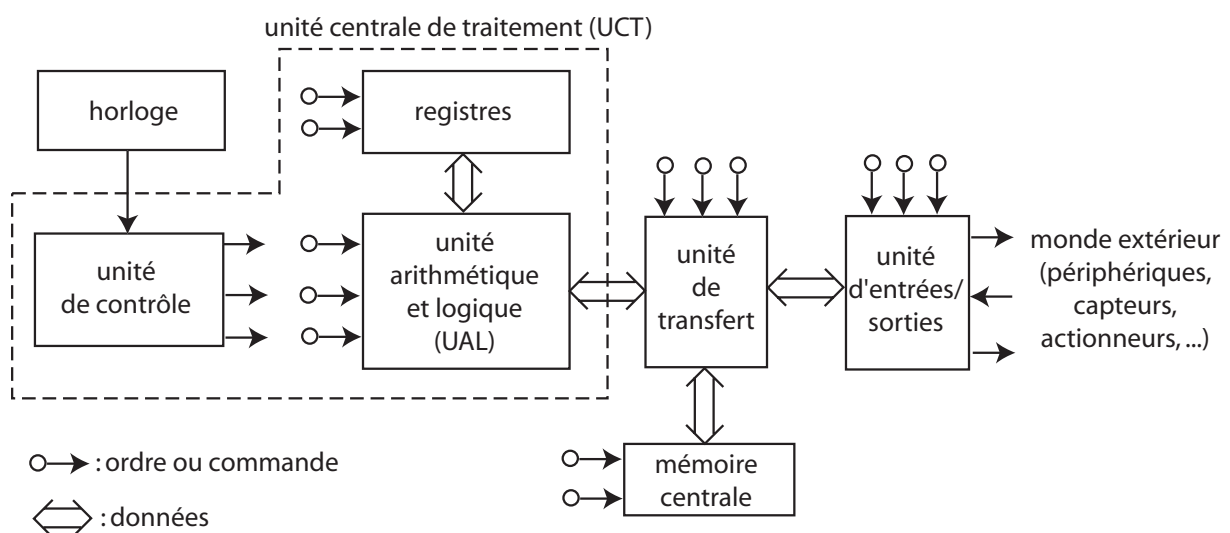 unité centrale de traitement (UCT)
horloge
registres
unité
de contrôle
unité
arithmétique
et logique
(UAL)
unité
de
transfert
unité
d'entrées/
sorties
monde extérieur
(périphériques,
capteurs,
actionneurs, ...)
mémoire
centrale
: ordre ou commande
: données